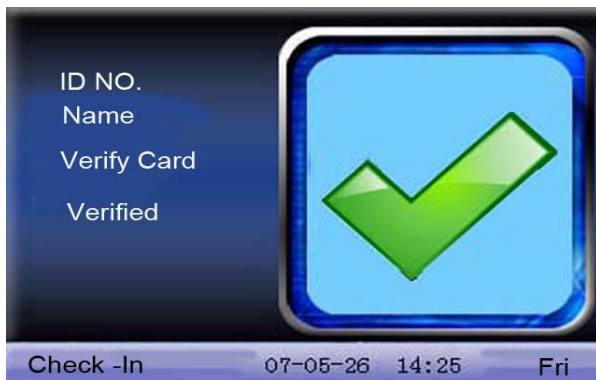 ID NO.
Name
Verify Card
Verified
Check -In 07-05-26 14:25 Fri